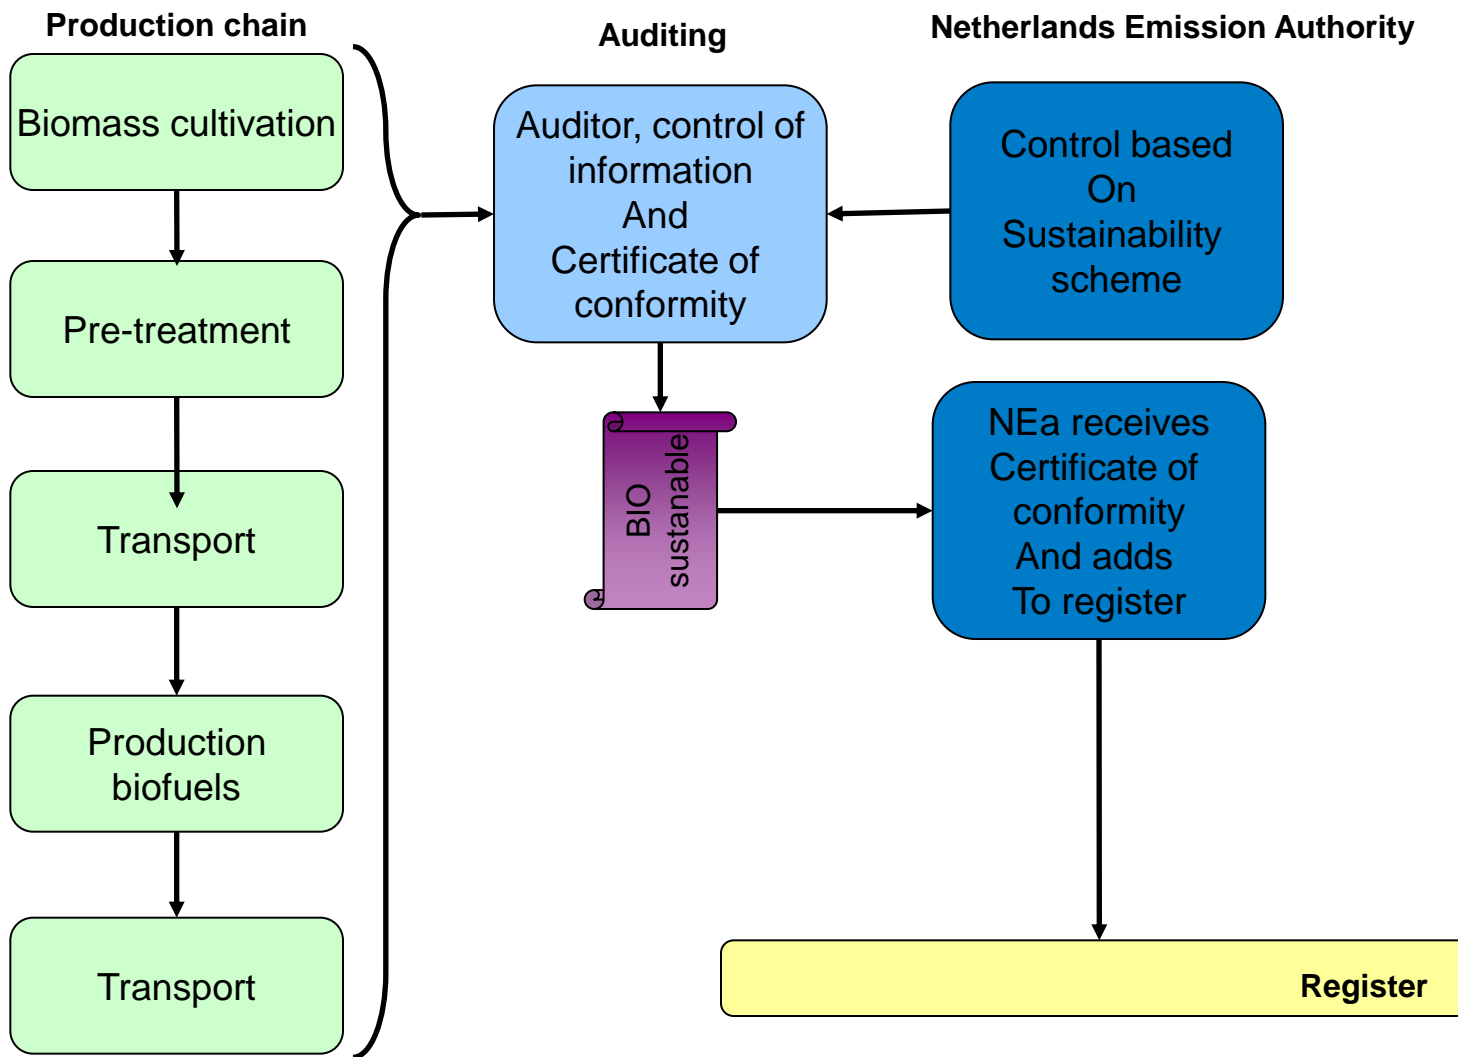 Production chain
Auditing
Netherlands Emission Authority
Biomass cultivation
Pre-treatment
Transport
Production
biofuels
Transport
Auditor, control of
information
And
Certificate of
conformity
BIO
sustanable
Control based
On
Sustainability
scheme
NEa receives
Certificate of
conformity
And adds
To register
Register